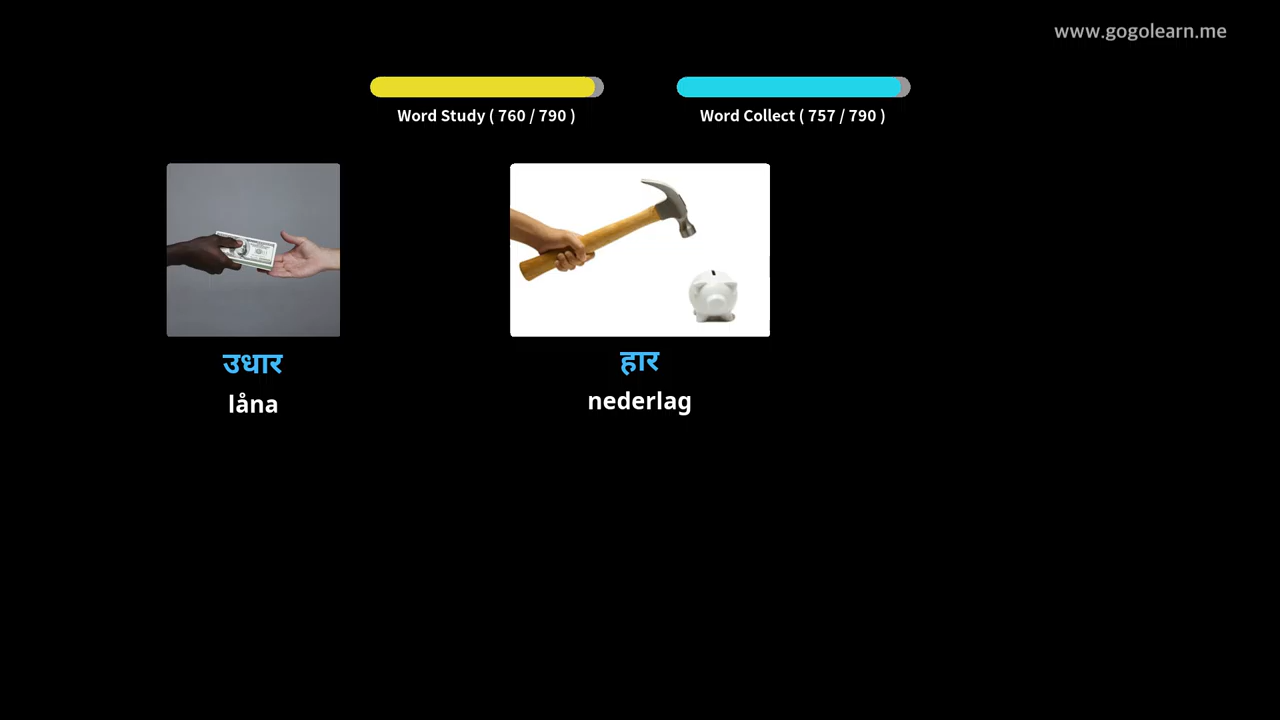 www.gogolearn.me
Word Study ( 760 / 790 )
Word Collect ( 757 / 790 )
उधार
låna
हार
nederlag